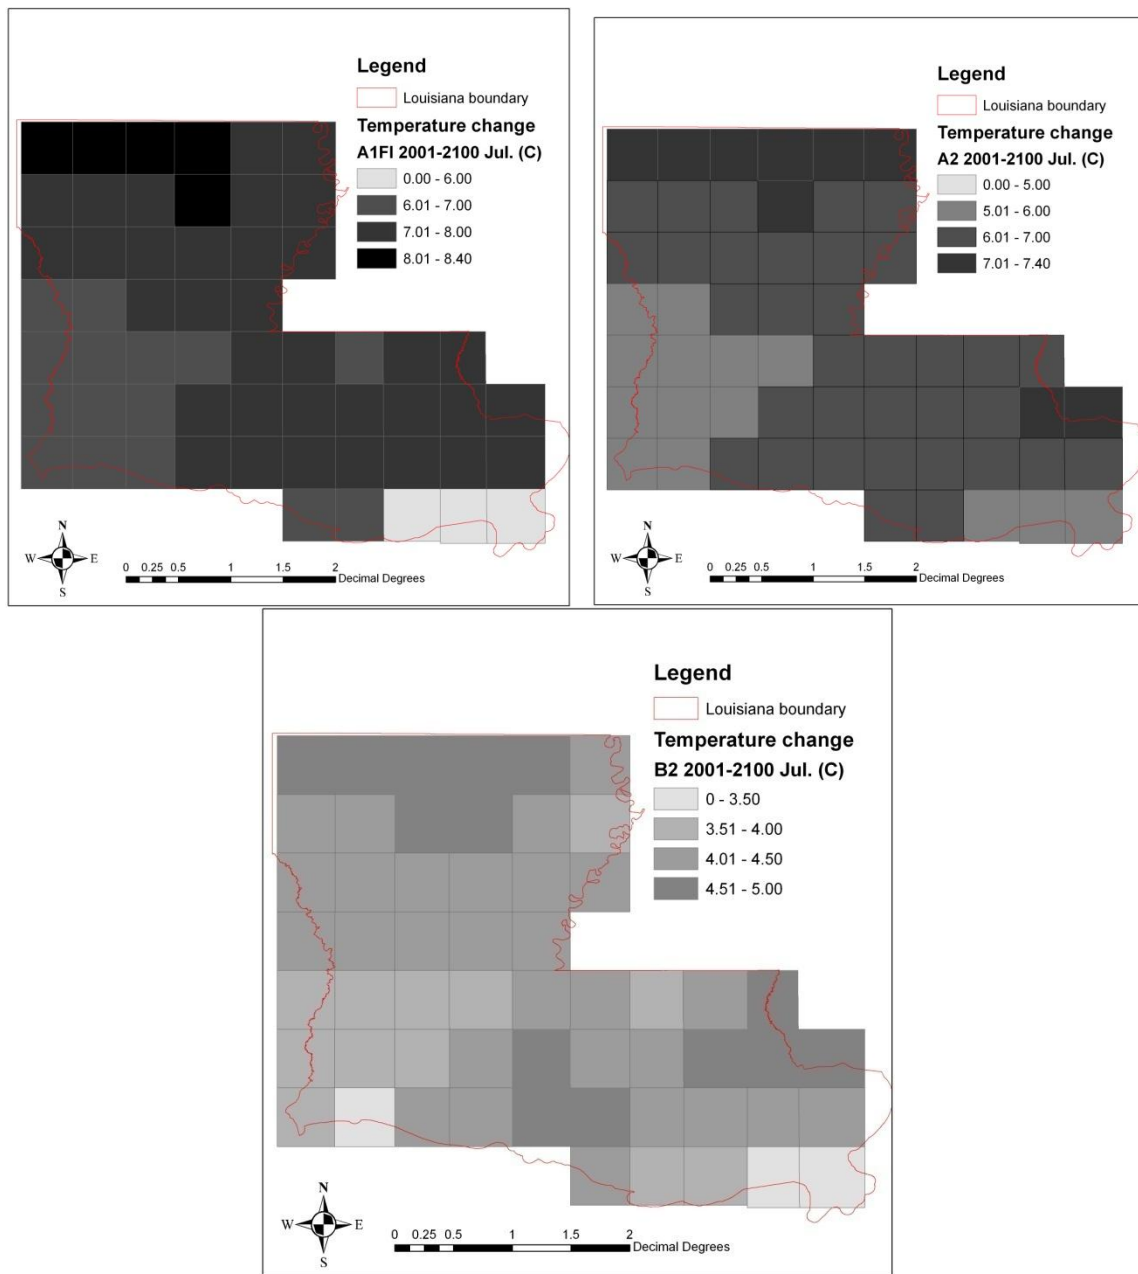 Legend
Louisiana boundary
Temperature change
A1FI 2001-2100 Jul. (C)
0.00 - 6.00
6.01 - 7.00
7.01 - 8.00
8.01 - 8.40
N
W E
S
0 0.25 0.5 1 1.5 2
Decimal Degrees
Legend
Louisiana boundary
Temperature change
A2 2001-2100 Jul. (C)
0.00 - 5.00
5.01 - 6.00
6.01 - 7.00
7.01 - 7.40
N
W E
S
0 0.25 0.5 1 1.5 2
Decimal Degrees
Legend
Louisiana boundary
Temperature change
B2 2001-2100 Jul. (C)
0 - 3.50
3.51 - 4.00
4.01 - 4.50
4.51 - 5.00
N
W E
S
0 0.25 0.5 1 1.5 2
Decimal Degrees